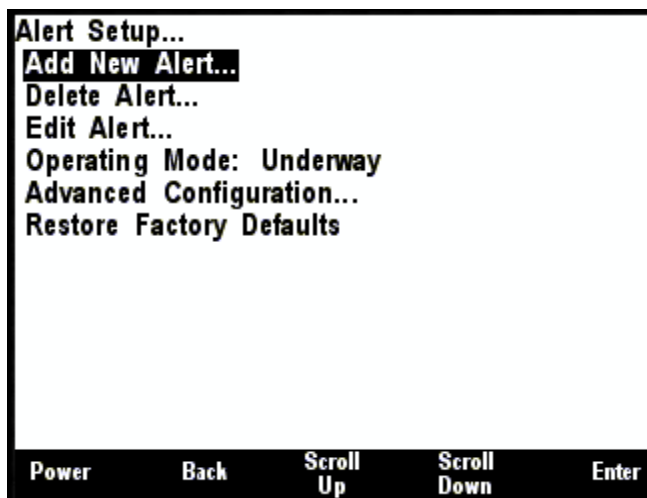 Alert Setup...
Add New Alert...
Delete Alert...
Edit Alert...
Operating Mode: Underway
Advanced Configuration...
Restore Factory Defaults
Power Back Scroll Up Scroll Down Enter